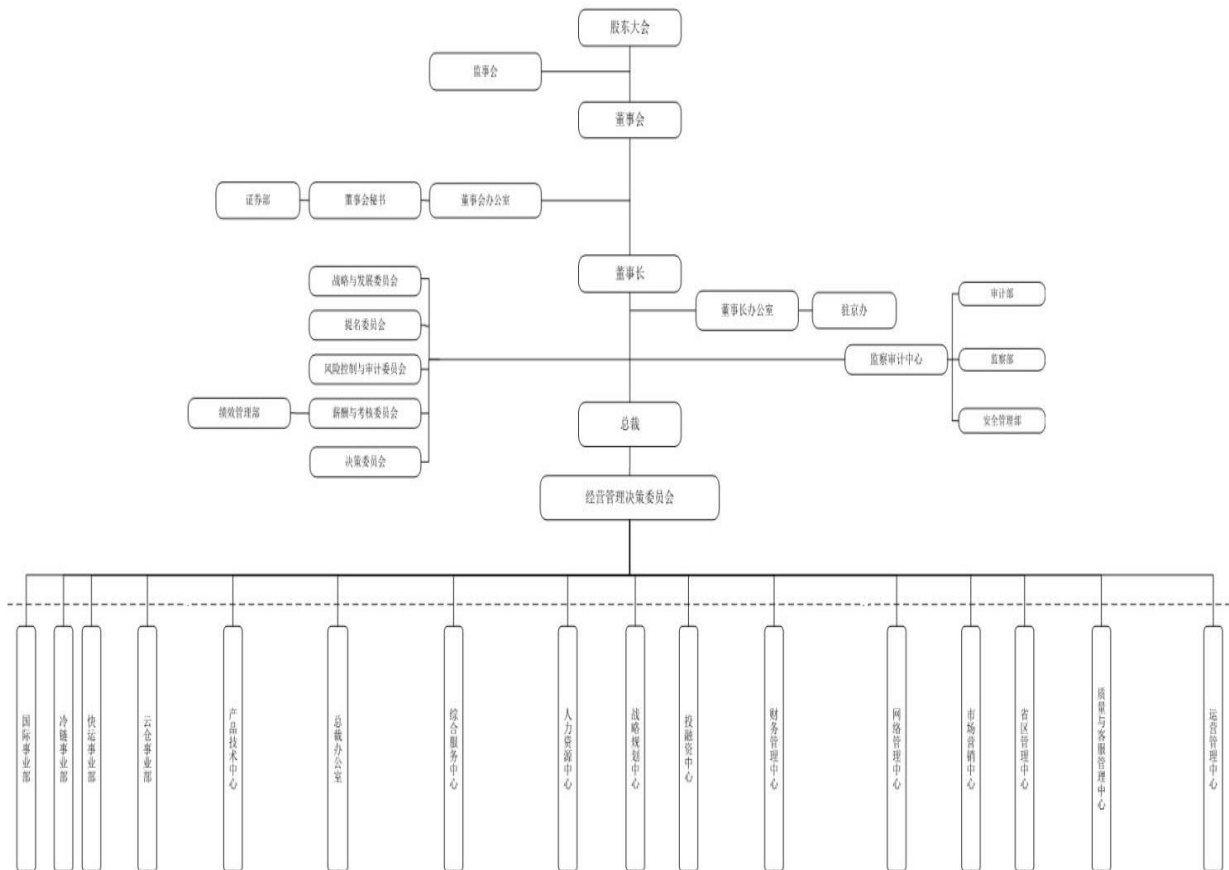 股东大会
监事会
董事会
证券部
董事会秘书
董事会办公室
董事长
战略与发展委员会
提名委员会
风险控制与审计委员会
绩效管理部
薪酬与考核委员会
决策委员会
董事长办公室
驻京办
监察审计中心
审计部
监察部
安全管理部
总裁
经营管理决策委员会
国际事业部
冷链事业部
快运事业部
云仓事业部
产品技术中心
总裁办公室
综合服务中心
人力资源中心
战略规划中心
投融资中心
财务管理中心
网络管理中心
市场营销中心
省区管理中心
质量与客服管理中心
运营管理中心